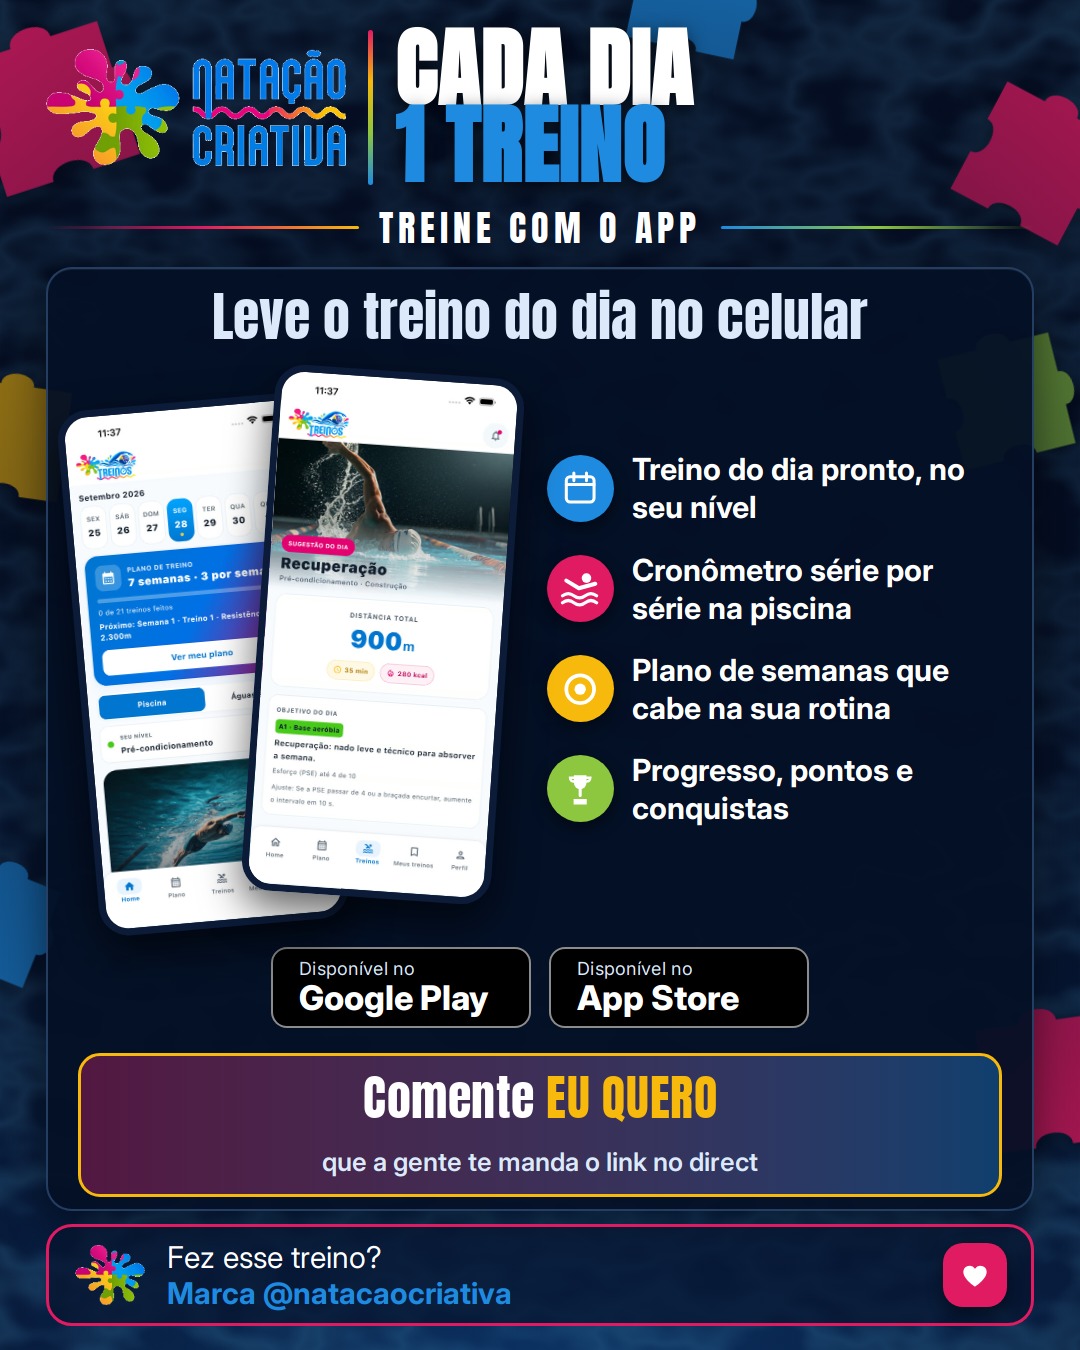 NATAÇÃO
CRIATIVA
CADA DIA
1 TREINO
TREINE COM O APP
Leve o treino do dia no celular
11:37
TREINOS
Setembro 2026
SEX SÁB DOM SEG TER QUA
25 26 27 28 29 30
PLANO DE TREINO
7 semanas · 3 por sema
0 de 21 treinos feitos
Próximo: Semana 1 · Treino 1 · Resistênc
2.300m
Ver meu plano
Piscina
Águas
SEU NÍVEL
Pré-condicionamento
Home Plano Treinos
11:37
TREINOS
SUGESTÃO DO DIA
Recuperação
Pré-condicionamento · Construção
DISTÂNCIA TOTAL
900m
35 min 280 kcal
OBJETIVO DO DIA
A1 · Base aeróbia
Recuperação: nado leve e técnico para absorver
a semana.
Esforço (PSE) até 4 de 10
Ajuste: Se a PSE passar de 4 ou a braçada encurtar, aumente
o intervalo em 10 s.
Home Plano Treinos Meus treinos Perfil
Treino do dia pronto, no
seu nível
Cronômetro série por
série na piscina
Plano de semanas que
cabe na sua rotina
Progresso, pontos e
conquistas
Disponível no
Google Play
Disponível no
App Store
Comente EU QUERO
que a gente te manda o link no direct
Fez esse treino?
Marca @natacaocriativa